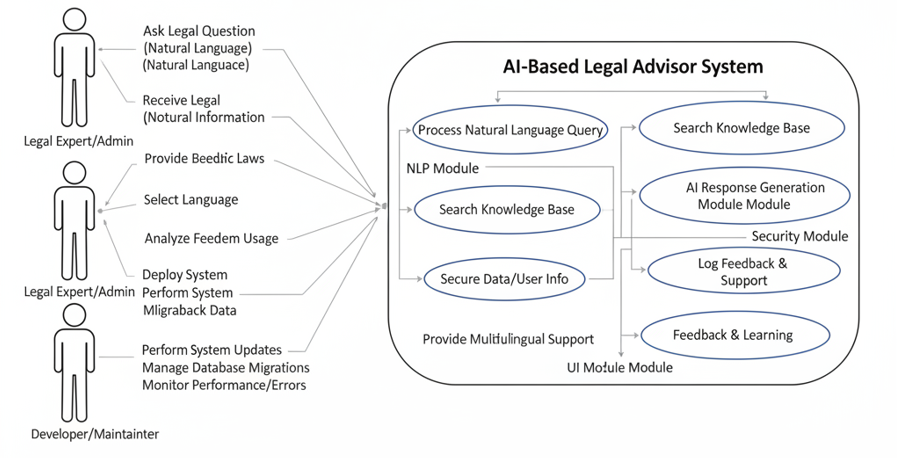 Ask Legal Question
(Natural Language)
(Natural Languace)
Receive Legal
(Notural Information
Legal Expert/Admin
Provide Beedtic Laws
Select Language
Analyze Feedem Usage
Legal Expert/Admin
Deploy System
Perform System
Mligraback Data
Perform System Updates
Manage Database Migrations
Monitor Performance/Errors
Developer/Maintainter
AI-Based Legal Advisor System
Process Natural Language Query
Search Knowledge Base
NLP Module
AI Response Generation
Module Module
Search Knowledge Base
Security Module
Secure Data/User Info
Log Feedback &
Support
Provide Multfulingual Support
Feedback & Learning
UI Module Module